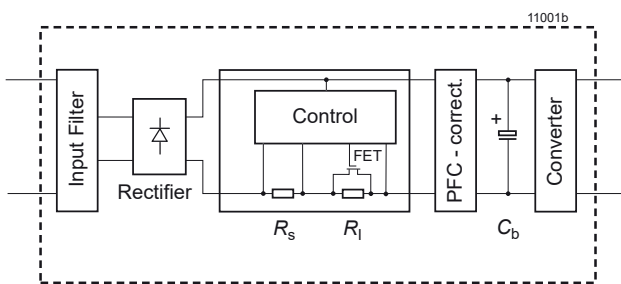 11001b
Input Filter
Rectifier
Control
FET
Rs
Rl
PFC - correct.
+
Cb
Converter